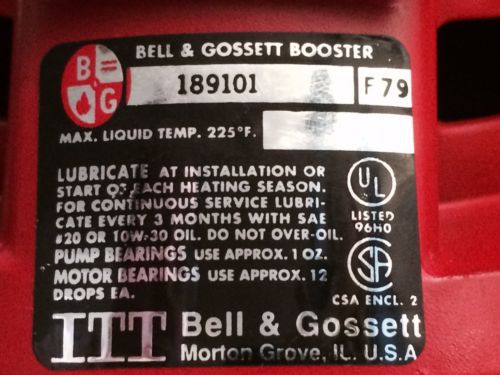 BELL & GOSSETT BOOSTER
B
G
189101
F 79
MAX. LIQUID TEMP. 225°F.
LUBRICATE AT INSTALLATION OR
START OF EACH HEATING SEASON.
FOR CONTINUOUS SERVICE LUBRI-
CATE EVERY 3 MONTHS WITH SAE
#20 OR 10W-30 OIL. DO NOT OVER-OIL.
PUMP BEARINGS USE APPROX. 1 OZ.
MOTOR BEARINGS USE APPROX. 12
DROPS EA.
UL
LISTED
96H0
CSA
CSA ENCL. 2
ITT Bell & Gossett
Morton Grove, IL. U.S.A